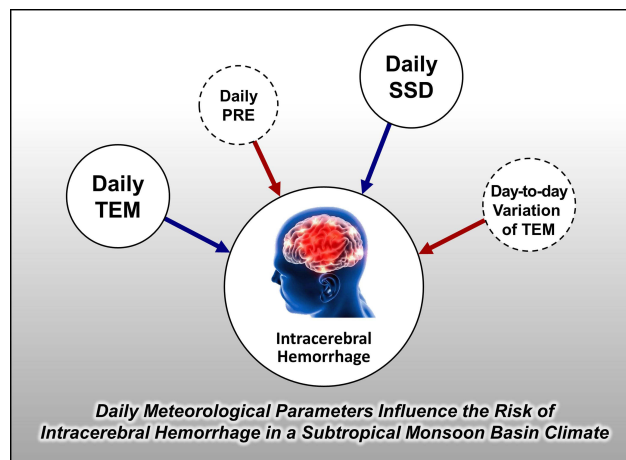 Daily
SSD
Daily
PRE
Daily
TEM
Day-to-day
Variation
of TEM
Intracerebral
Hemorrhage
Daily Meteorological Parameters Influence the Risk of
Intracerebral Hemorrhage in a Subtropical Monsoon Basin Climate